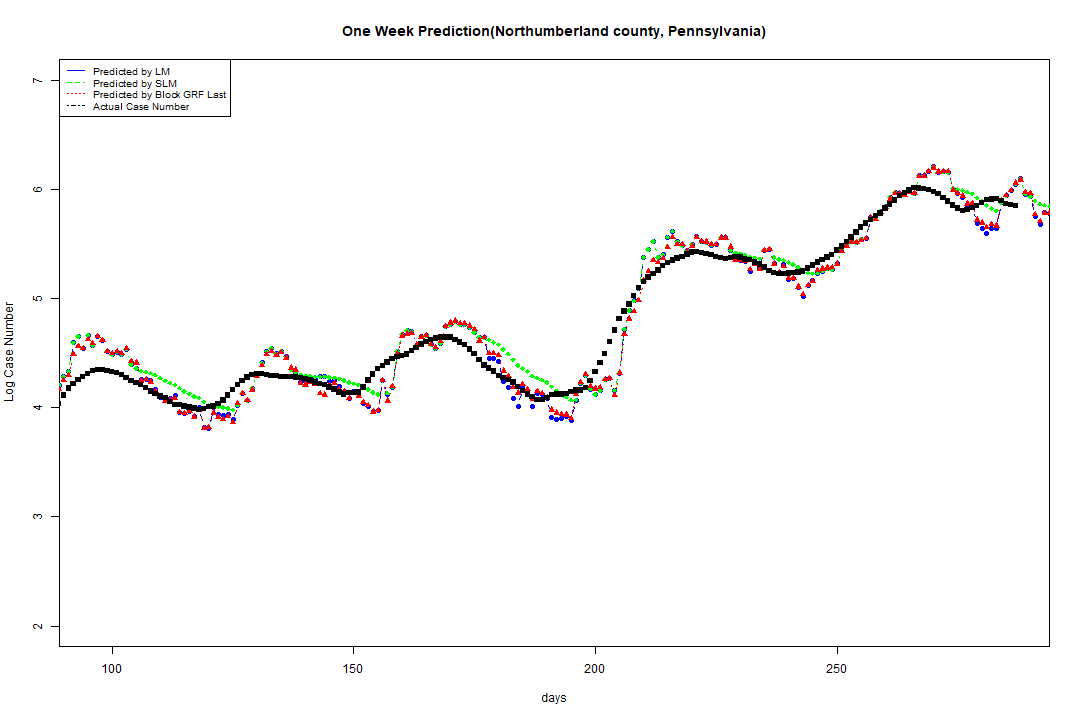 One Week Prediction(Northumberland county, Pennsylvania)
Predicted by LM
Predicted by SLM
Predicted by Block GRF Last
Actual Case Number
7
6
5
4
3
2
Log Case Number
100 150 200 250
days